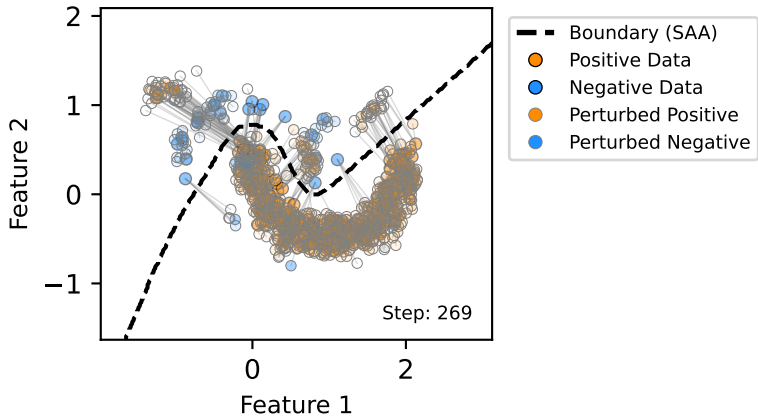 2
1
0
−1
Feature 2
0
2
Feature 1
Step: 269
Boundary (SAA)
Positive Data
Negative Data
Perturbed Positive
Perturbed Negative